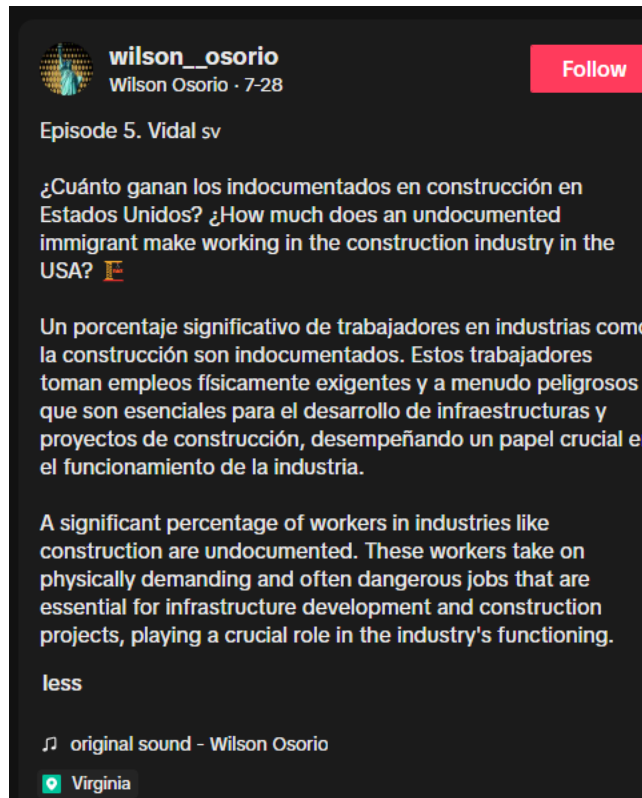 wilson__osorio
Wilson Osorio · 7-28
Follow
Episode 5. Vidal sv
¿Cuánto ganan los indocumentados en construcción en
Estados Unidos? ¿How much does an undocumented
immigrant make working in the construction industry in the
USA? 🏗️
Un porcentaje significativo de trabajadores en industrias como
la construcción son indocumentados. Estos trabajadores
toman empleos físicamente exigentes y a menudo peligrosos
que son esenciales para el desarrollo de infraestructuras y
proyectos de construcción, desempeñando un papel crucial e
el funcionamiento de la industria.
A significant percentage of workers in industries like
construction are undocumented. These workers take on
physically demanding and often dangerous jobs that are
essential for infrastructure development and construction
projects, playing a crucial role in the industry's functioning.
less
♫ original sound - Wilson Osorio
Virginia